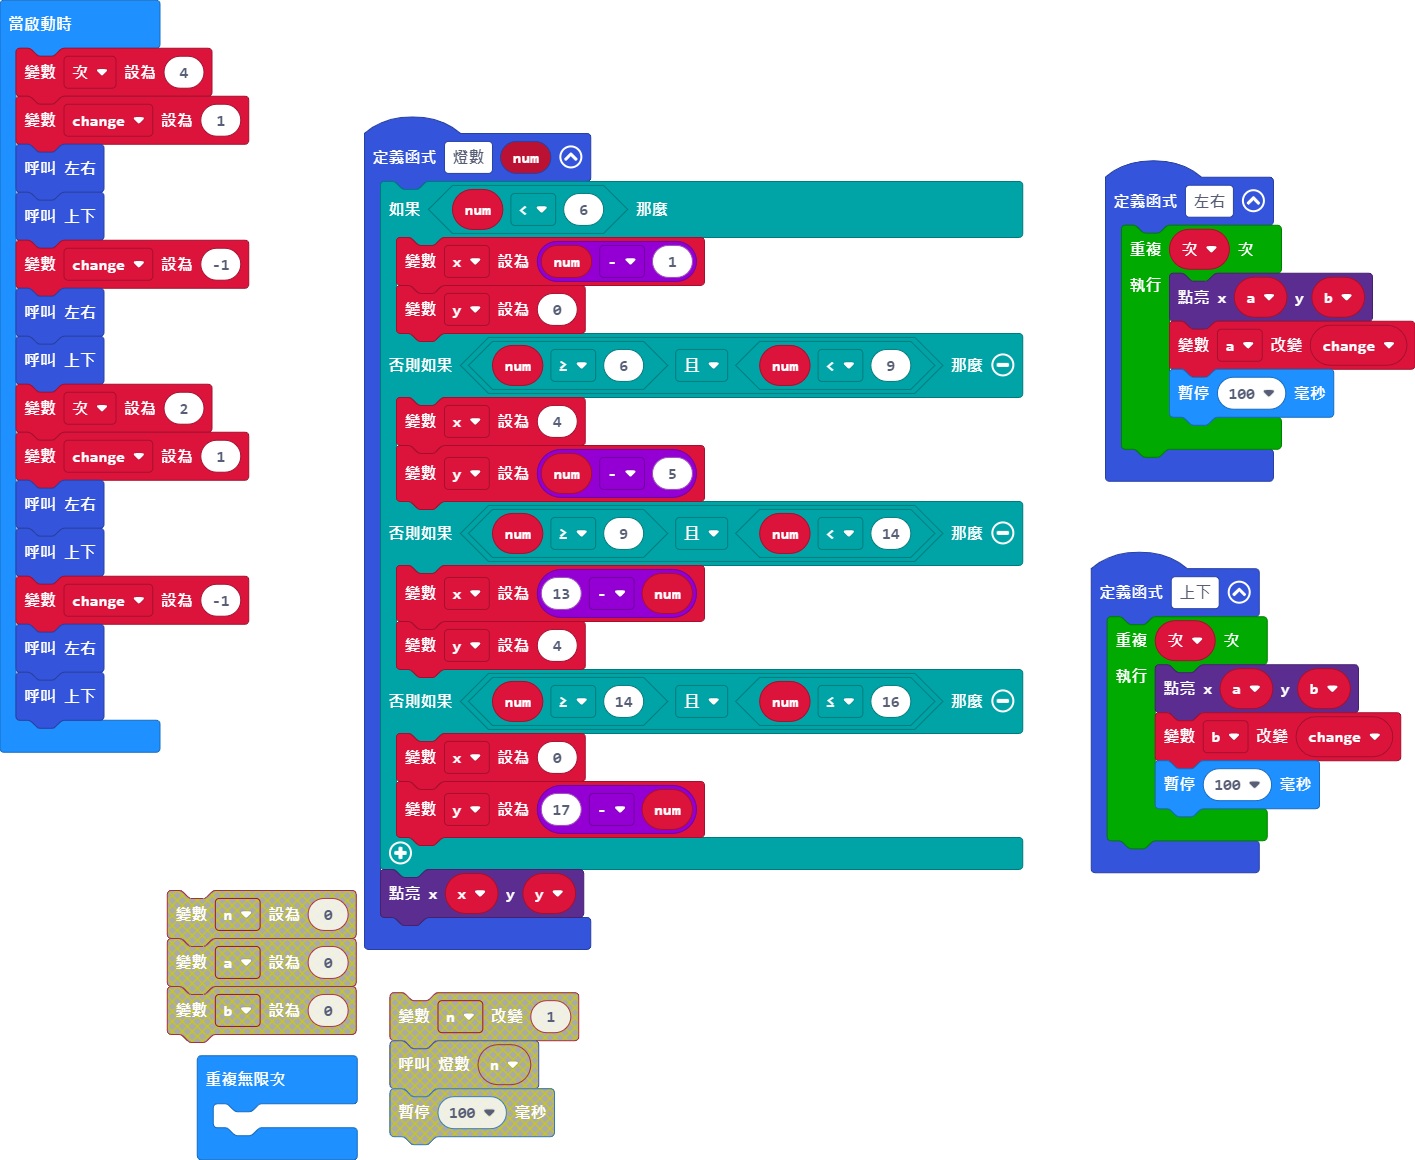 當啟動時
變數 次 設為 4
變數 change 設為 1
呼叫 左右
呼叫 上下
變數 change 設為 -1
呼叫 左右
呼叫 上下
變數 次 設為 2
變數 change 設為 1
呼叫 左右
呼叫 上下
變數 change 設為 -1
呼叫 左右
呼叫 上下
定義函式 燈數 num
如果 num < 6 那麼
變數 x 設為 num - 1
變數 y 設為 0
否則如果 num ≥ 6 且 num < 9 那麼
變數 x 設為 4
變數 y 設為 num - 5
否則如果 num ≥ 9 且 num < 14 那麼
變數 x 設為 13 - num
變數 y 設為 4
否則如果 num ≥ 14 且 num ≤ 16 那麼
變數 x 設為 0
變數 y 設為 17 - num
點亮 x x y y
定義函式 左右
重複 次 次
執行
點亮 x a y b
變數 a 改變 change
暫停 100 毫秒
定義函式 上下
重複 次 次
執行
點亮 x a y b
變數 b 改變 change
暫停 100 毫秒
變數 n 設為 0
變數 a 設為 0
變數 b 設為 0
重複無限次
變數 n 改變 1
呼叫 燈數 n
暫停 100 毫秒